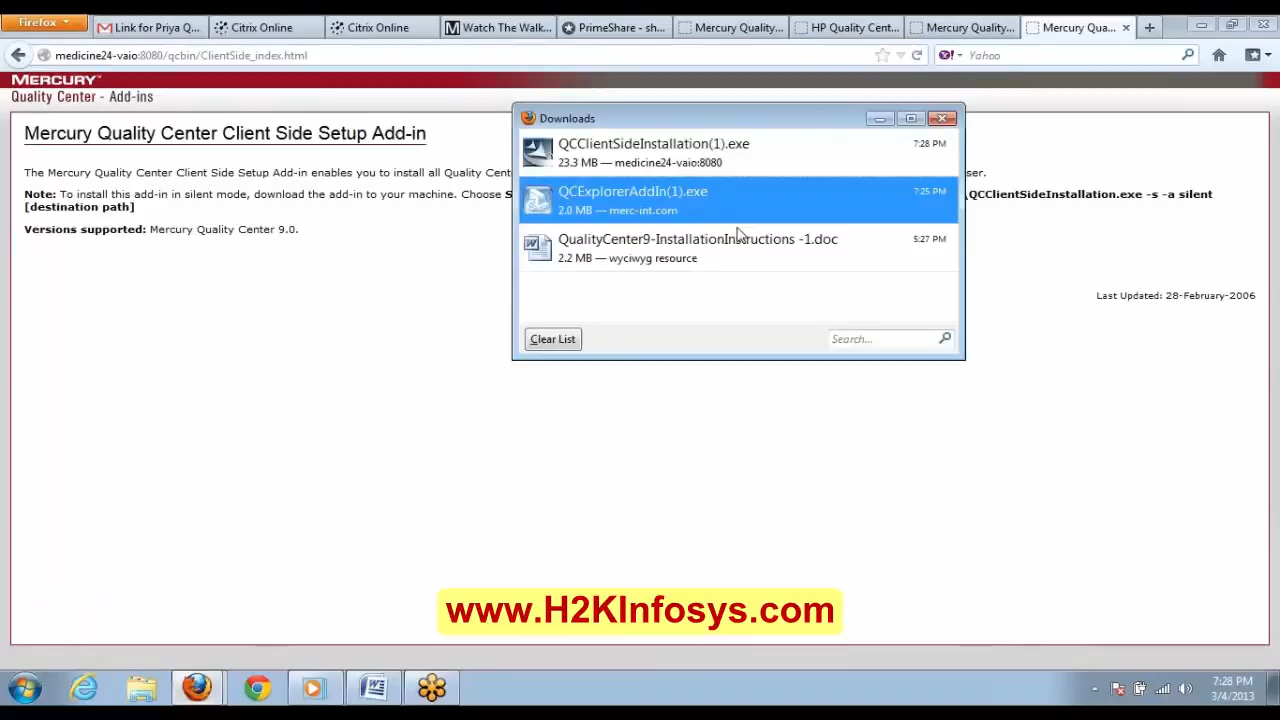 Firefox
Link for Priya Q...
Citrix Online
Citrix Online
Watch The Walk...
PrimeShare - sh...
Mercury Quality...
HP Quality Cent...
Mercury Quality...
Mercury Qua...
medicine24-vaio:8080/qcbin/ClientSide_index.html
Yahoo
MERCURY™
Quality Center - Add-ins
Mercury Quality Center Client Side Setup Add-in
The Mercury Quality Center Client Side Setup Add-in enables you to install all Quality Cent
ser.
Note: To install this add-in in silent mode, download the add-in to your machine. Choose S
\QCClientSideInstallation.exe -s -a silent
[destination path]
Versions supported: Mercury Quality Center 9.0.
Last Updated: 28-February-2006
Downloads
QCClientSideInstallation(1).exe
7:28 PM
23.3 MB — medicine24-vaio:8080
QCExplorerAddIn(1).exe
7:25 PM
2.0 MB — merc-int.com
QualityCenter9-InstallationInstructions -1.doc
5:27 PM
2.2 MB — wyciwyg resource
Clear List
Search...
www.H2KInfosys.com
7:28 PM
3/4/2013